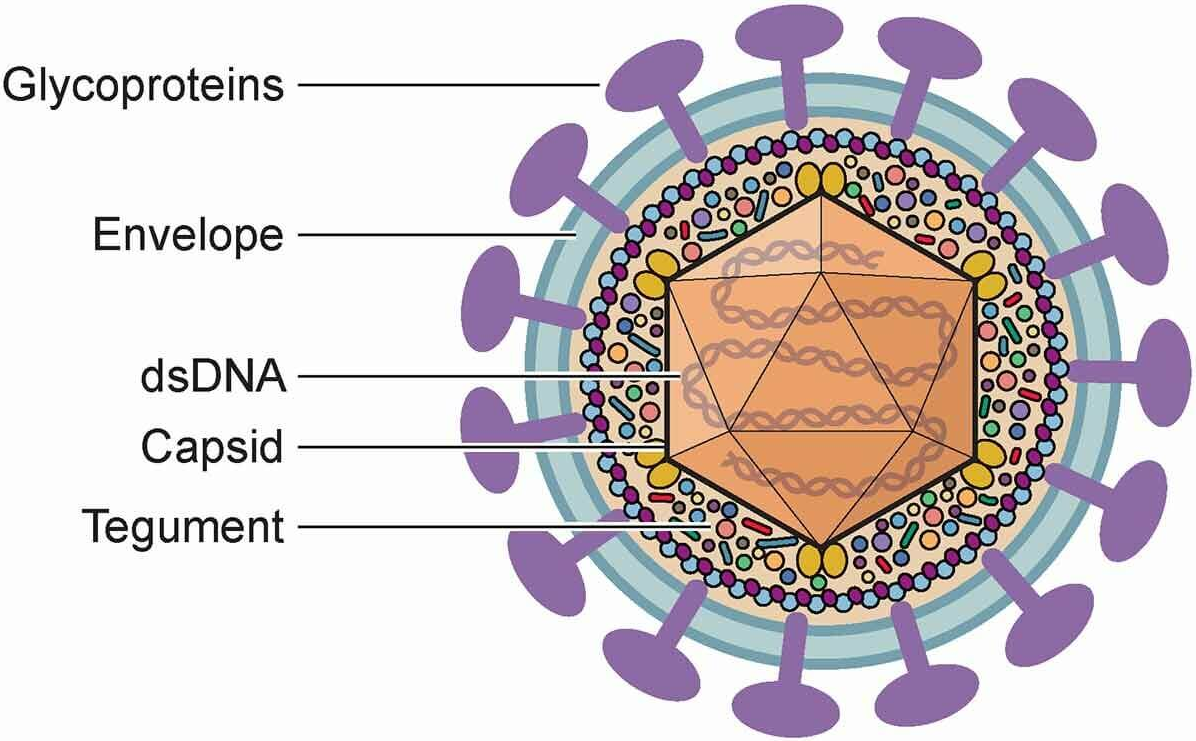 Glycoproteins
Envelope
dsDNA
Capsid
Tegument